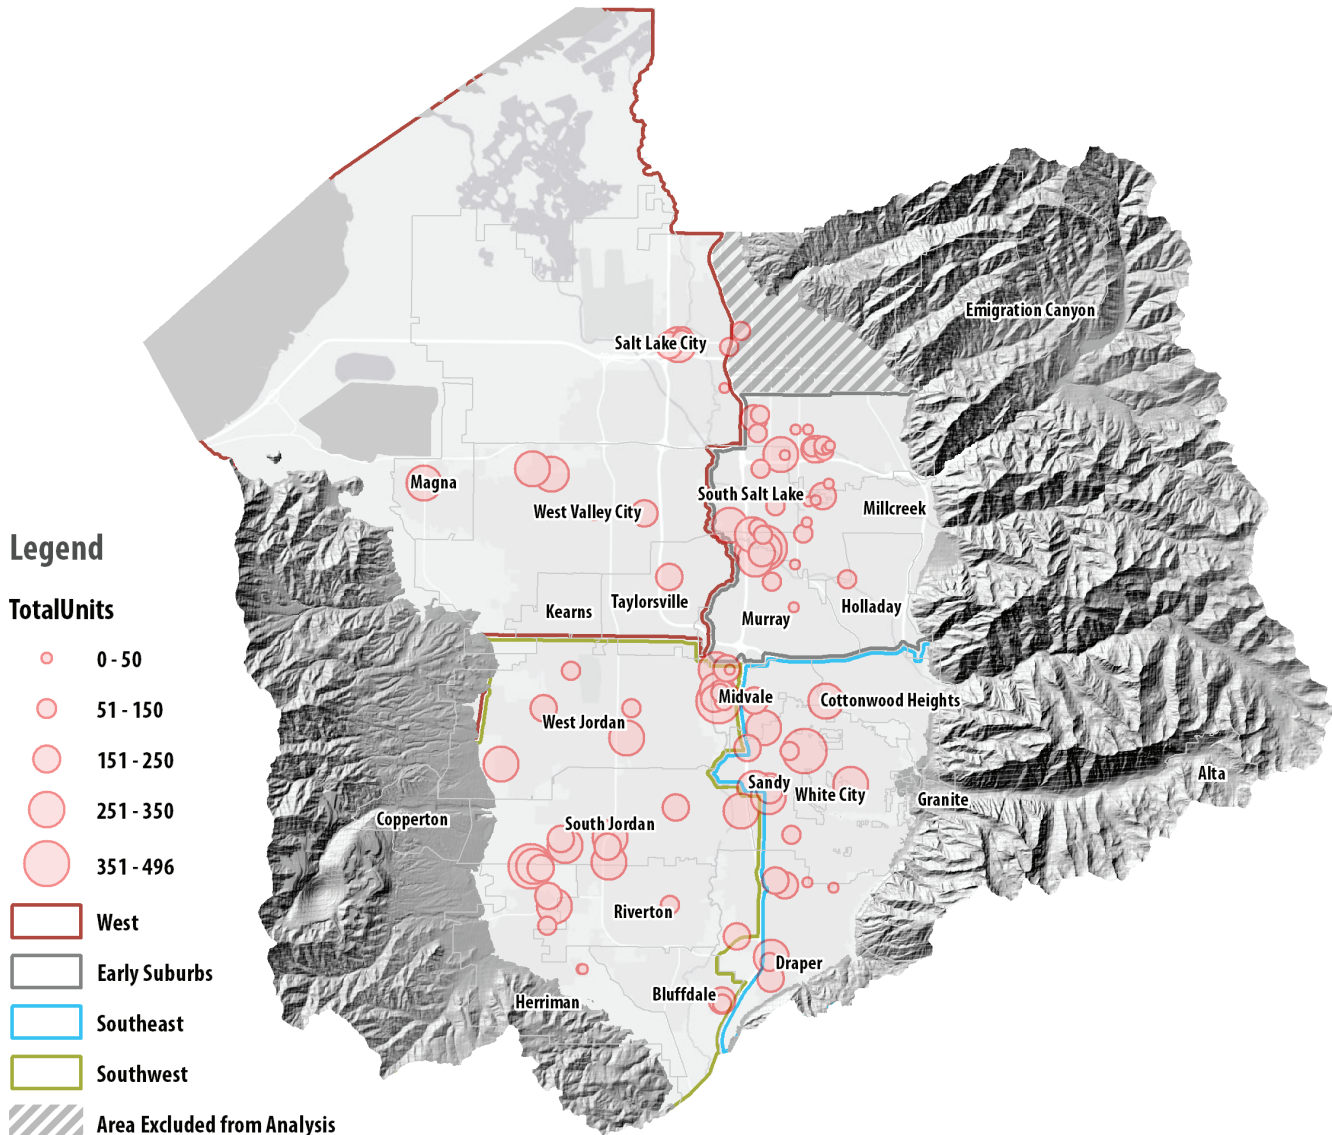 Emigration Canyon
Salt Lake City
Magna
South Salt Lake
West Valley City
Millcreek
Legend
TotalUnits
Kearns
Taylorsville
Murray
Holladay
0 - 50
51 - 150
151 - 250
251 - 350
351 - 496
Midvale
Cottonwood Heights
West Jordan
Sandy
White City
Alta
Granite
Copperton
South Jordan
Riverton
Draper
Bluffdale
Herriman
West
Early Suburbs
Southeast
Southwest
Area Excluded from Analysis